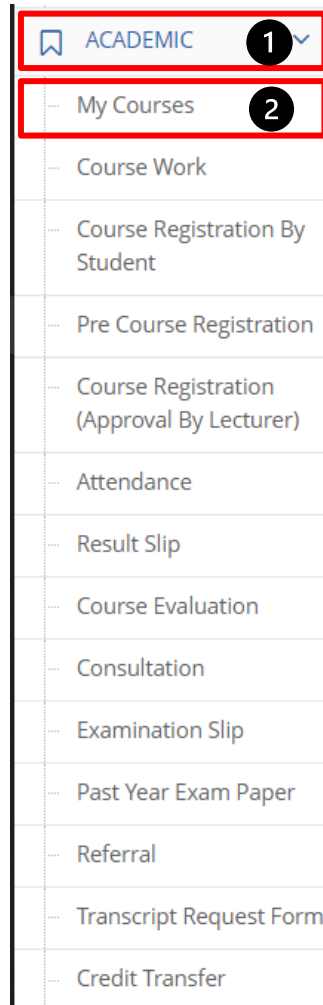 ACADEMIC 1
My Courses 2
Course Work
Course Registration By
Student
Pre Course Registration
Course Registration
(Approval By Lecturer)
Attendance
Result Slip
Course Evaluation
Consultation
Examination Slip
Past Year Exam Paper
Referral
Transcript Request Form
Credit Transfer